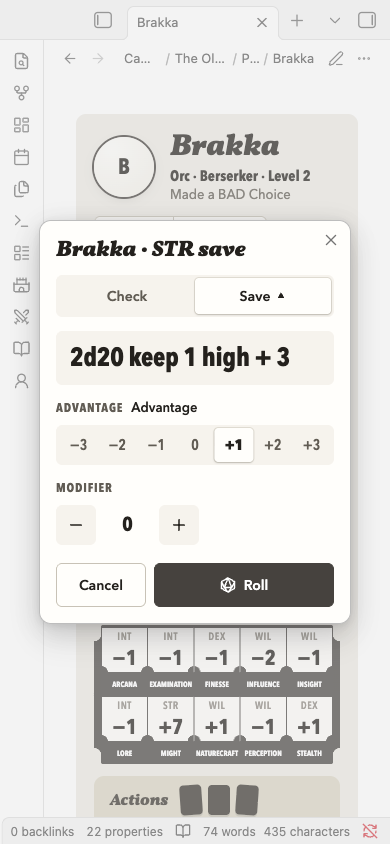 Brakka
Ca... / The Ol... / P... / Brakka
B
Brakka
Orc · Berserker · Level 2
Made a BAD Choice
Brakka · STR save
Check
Save
2d20 keep 1 high + 3
ADVANTAGE Advantage
−3 −2 −1 0 +1 +2 +3
MODIFIER
− 0 +
Cancel
Roll
INT INT DEX WIL WIL
−1 −1 −1 −2 −1
ARCANA EXAMINATION FINESSE INFLUENCE INSIGHT
INT STR WIL WIL DEX
−1 +7 +1 −1 +1
LORE MIGHT NATURECRAFT PERCEPTION STEALTH
Actions
0 backlinks 22 properties 74 words 435 characters